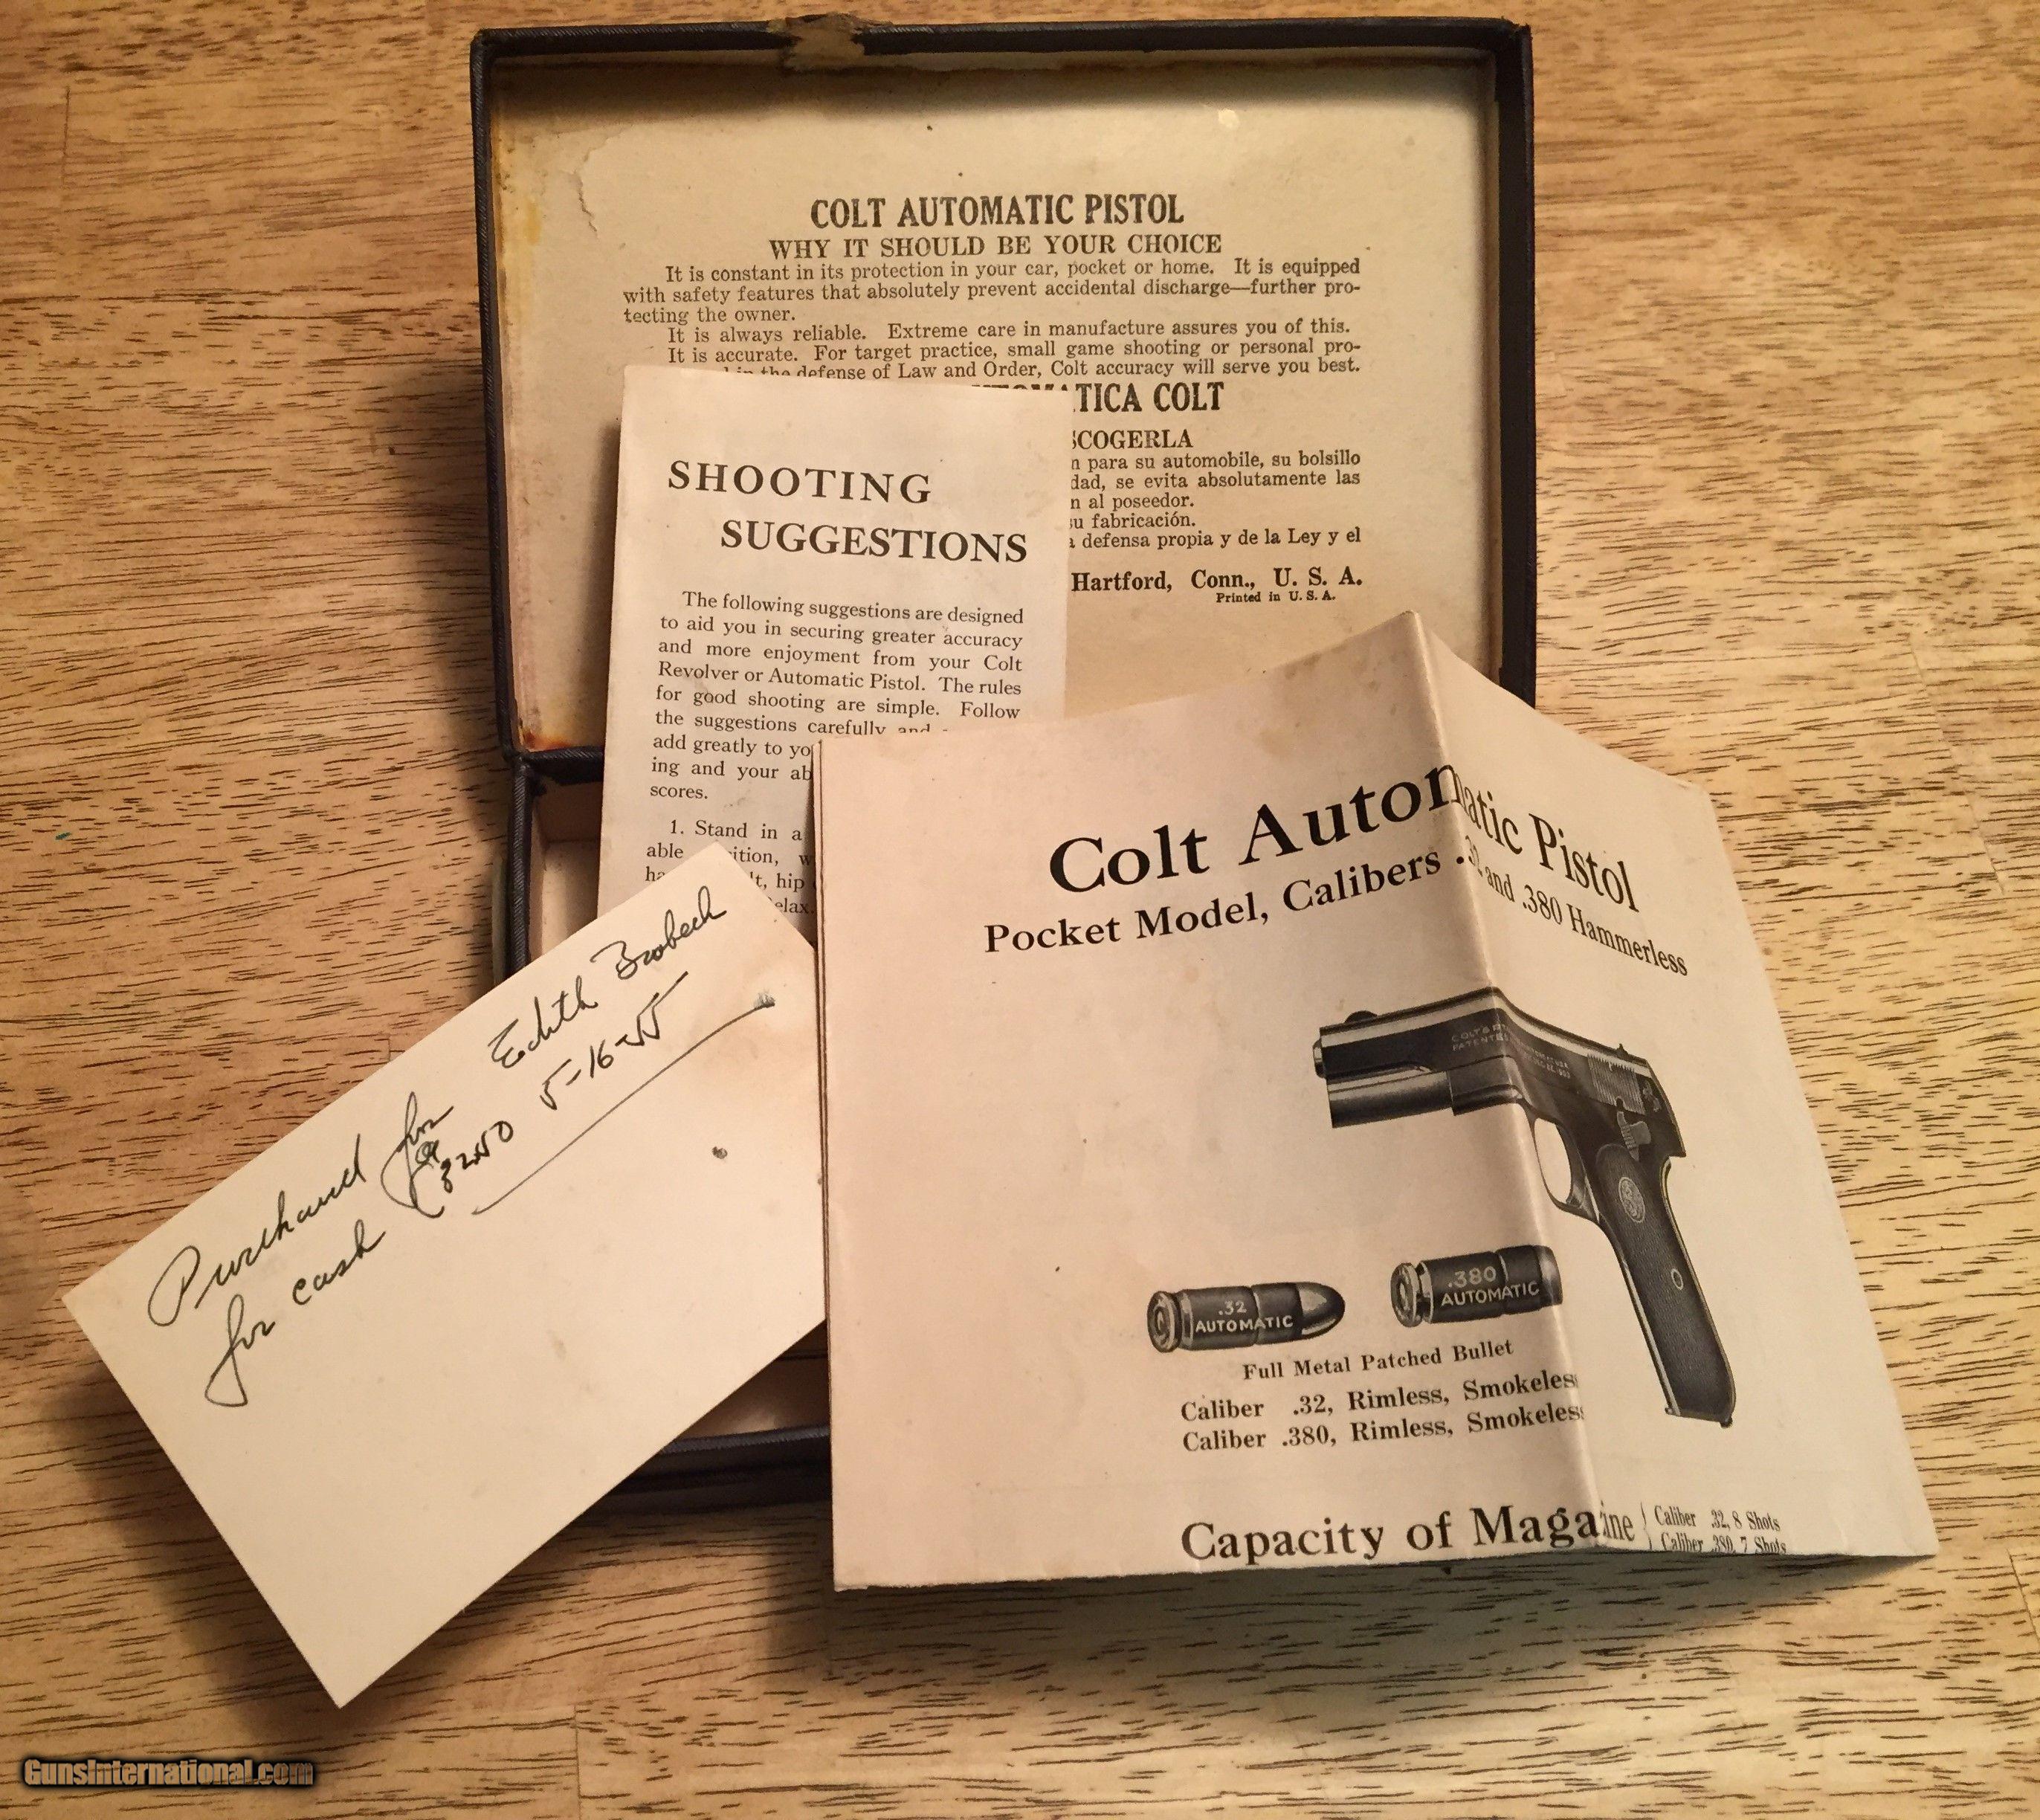 COLT AUTOMATIC PISTOL
WHY IT SHOULD BE YOUR CHOICE
It is constant in its protection in your car, pocket or home. It is equipped
with safety features that absolutely prevent accidental discharge—further pro-
tecting the owner.
It is always reliable. Extreme care in manufacture assures you of this.
It is accurate. For target practice, small game shooting or personal pro-
in the defense of Law and Order, Colt accuracy will serve you best.
TICA COLT
SCOGERLA
n para su automobile, su bolsillo
dad, se evita absolutamente las
n al poseedor.
su fabricación.
a defensa propia y de la Ley y el
Hartford, Conn., U. S. A.
Printed in U. S. A.
SHOOTING
SUGGESTIONS
The following suggestions are designed
to aid you in securing greater accuracy
and more enjoyment from your Colt
Revolver or Automatic Pistol. The rules
for good shooting are simple. Follow
the suggestions carefully and
add greatly to yo
ing and your ab
scores.
1. Stand in a
able ition, w
ha t, hip
elax.
Purchased for Edith Brobeck
for cash 5-16-55
Colt Automatic Pistol
Pocket Model, Calibers .32 and .380 Hammerless
.32
AUTOMATIC
.380
AUTOMATIC
Full Metal Patched Bullet
Caliber .32, Rimless, Smokeless
Caliber .380, Rimless, Smokeless
Capacity of Magazine
Caliber .32, 8 Shots
Caliber .380, 7 Shots
GunsInternational.com